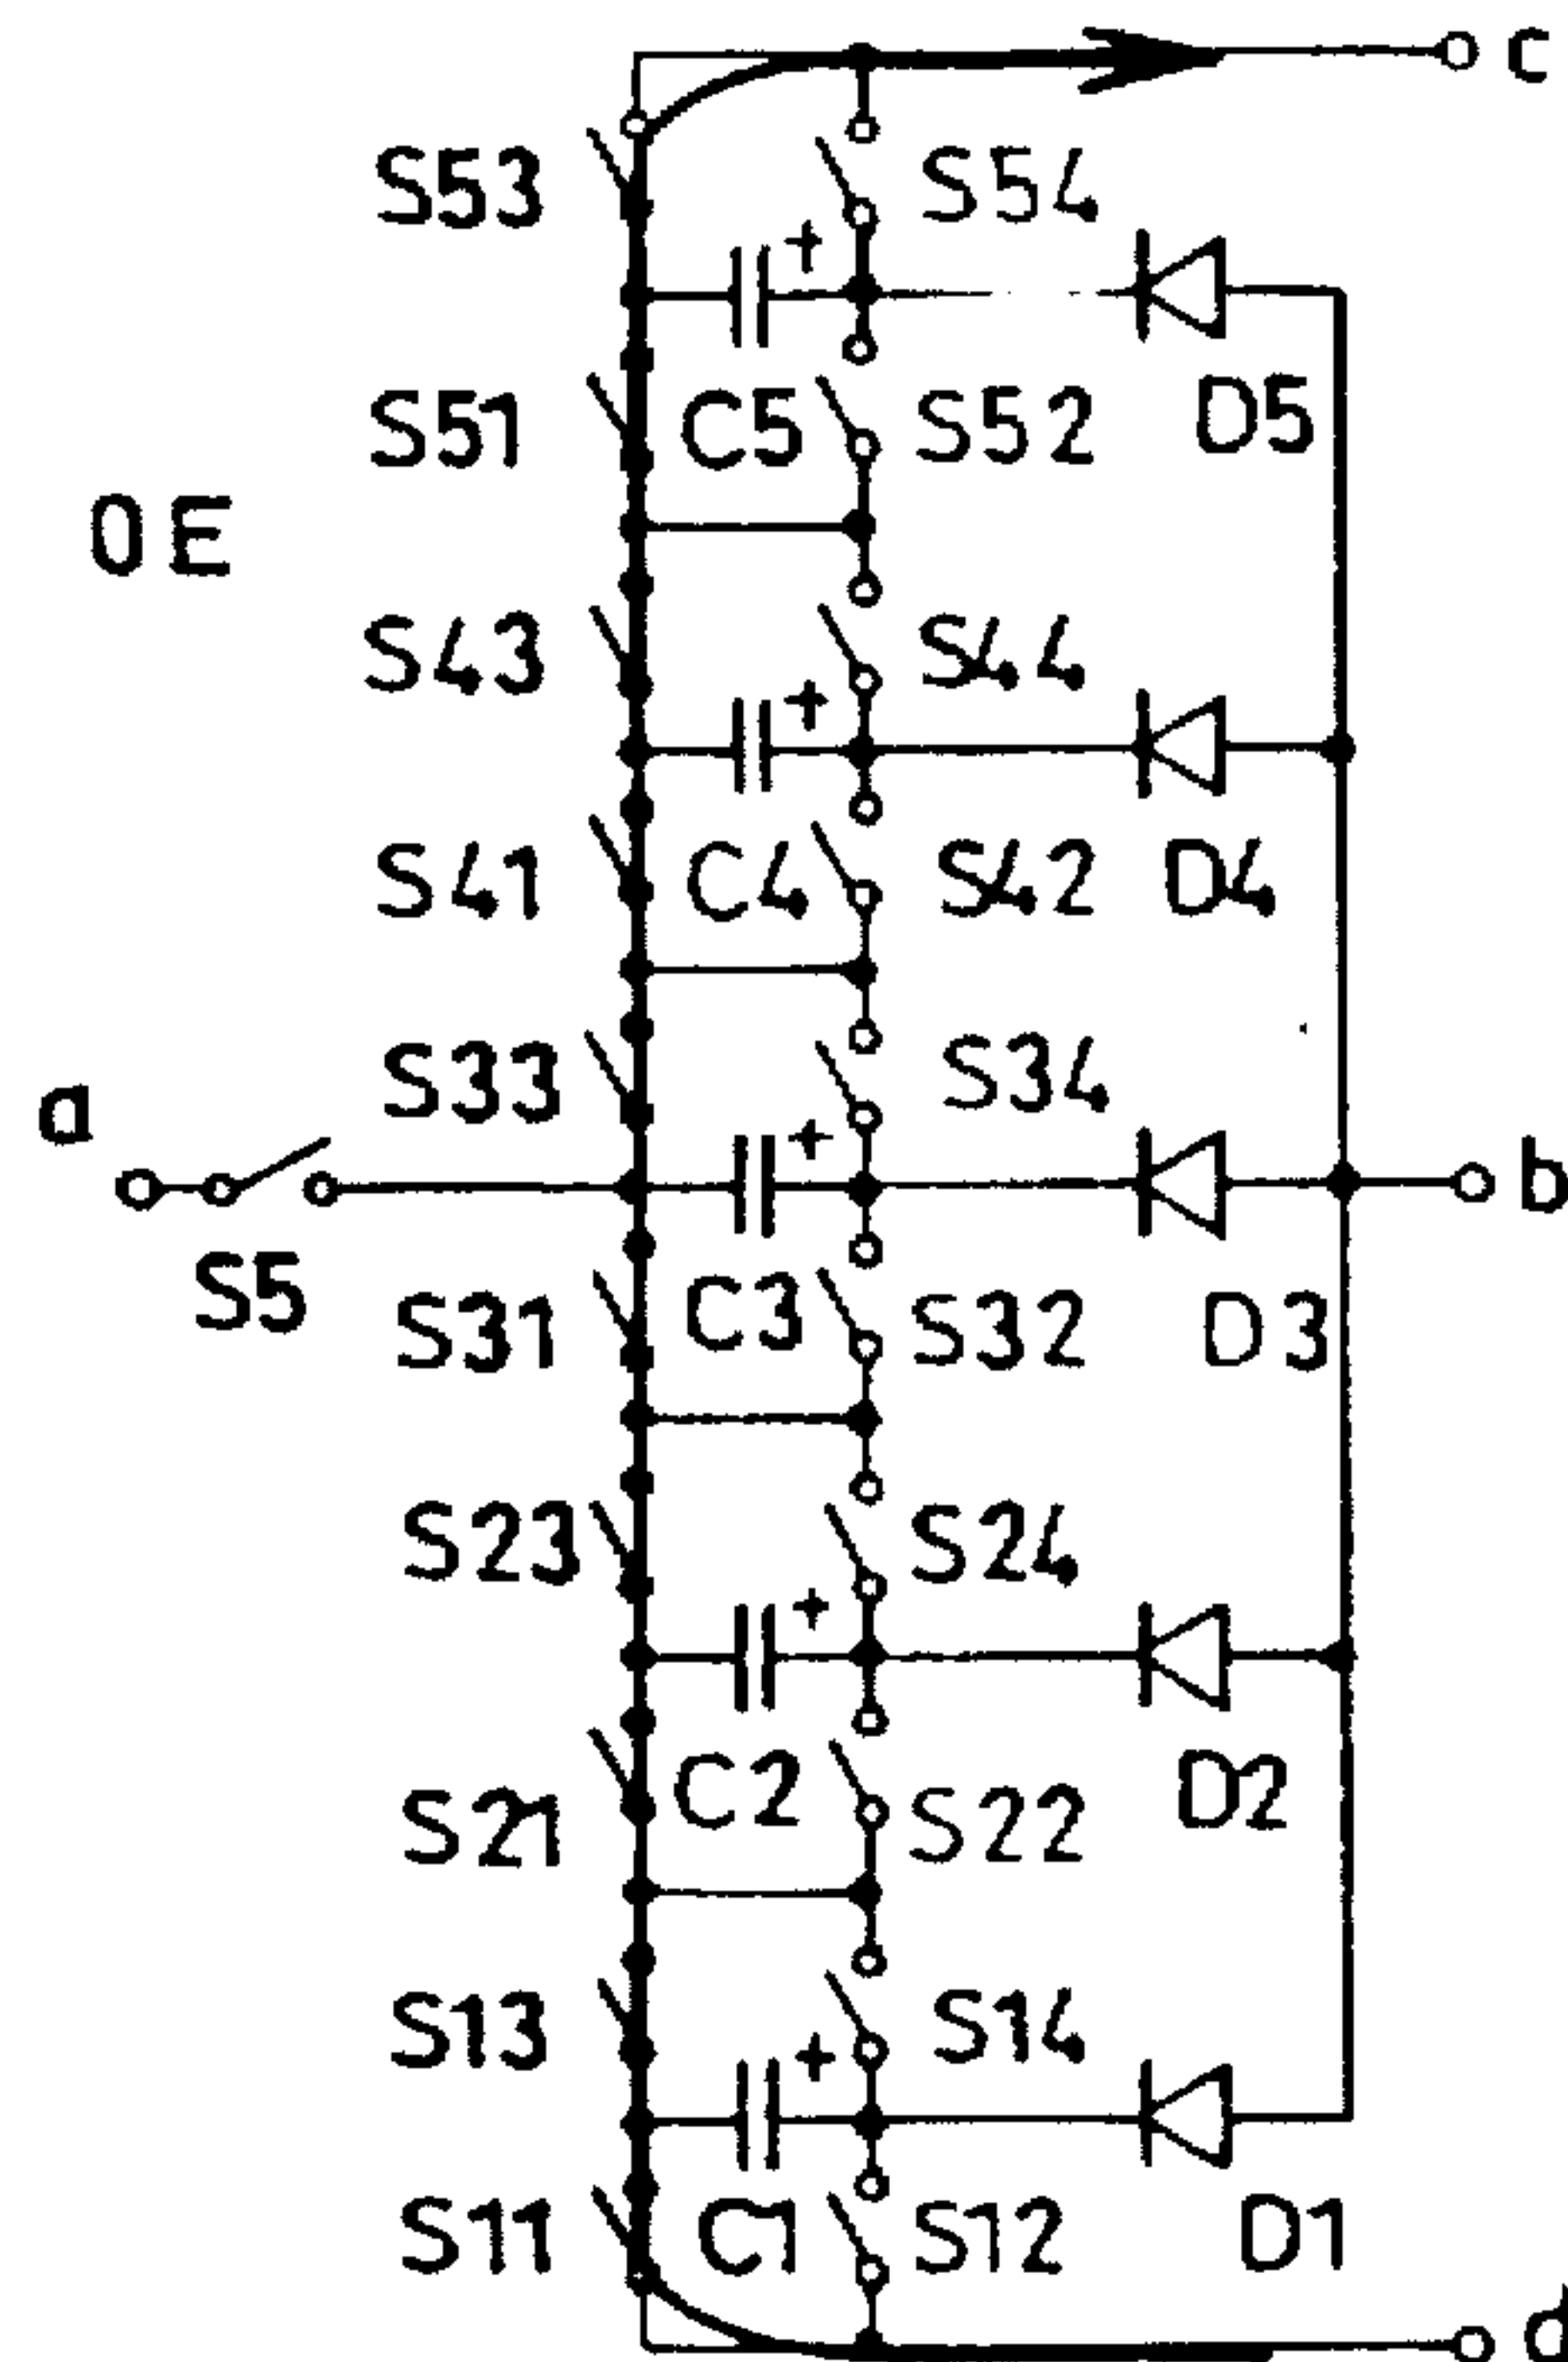 c
S53 S54
+
S51 C5 S52 D5
0E
S43 S44
+
S41 C4 S42 D4
S33 S34
a
+
b
S5
S31 C3 S32 D3
S23 S24
+
S21 C2 S22 D2
S13 S14
+
S11 C1 S12 D1
d